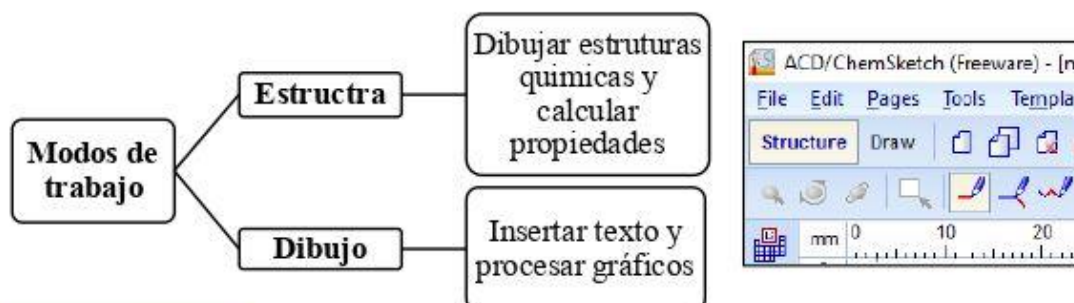 Modos de
trabajo
Estructra
Dibujar estruturas
quimicas y
calcular
propiedades
Dibujo
Insertar texto y
procesar gráficos
ACD/ChemSketch (Freeware) - [n
File Edit Pages Tools Templa
Structure Draw
mm 0 10 20